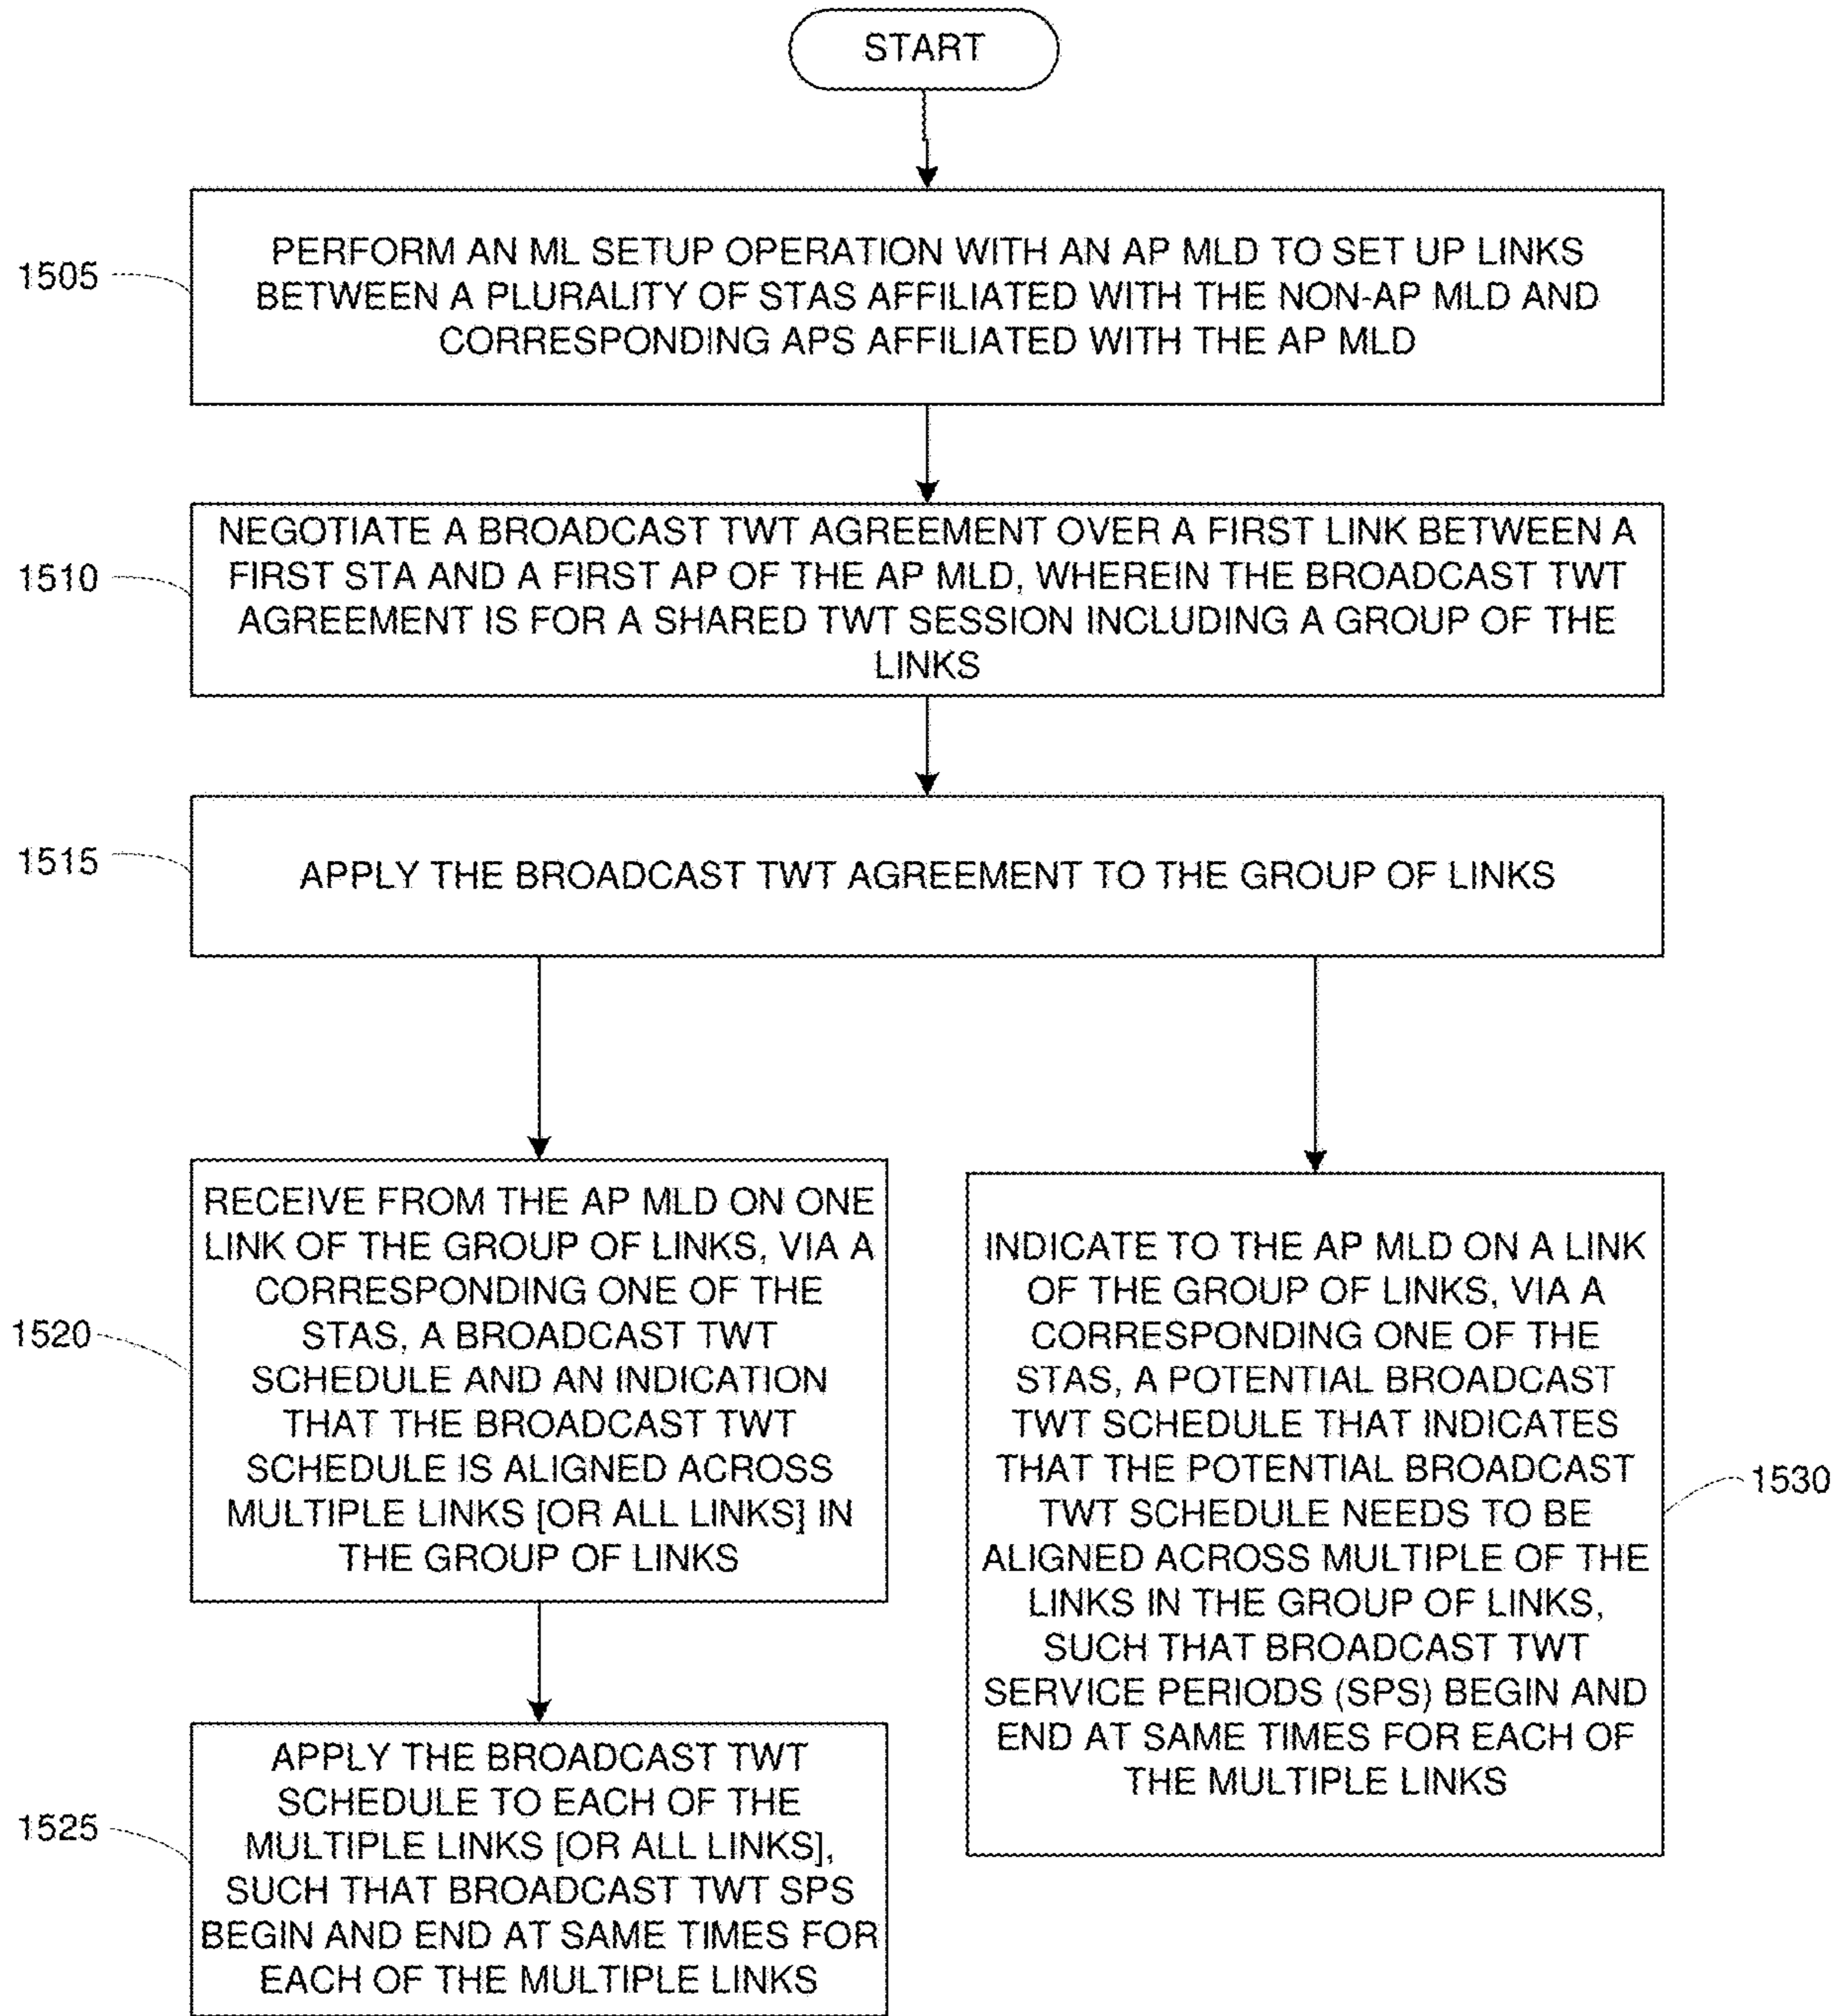 START
1505
PERFORM AN ML SETUP OPERATION WITH AN AP MLD TO SET UP LINKS
BETWEEN A PLURALITY OF STAS AFFILIATED WITH THE NON-AP MLD AND
CORRESPONDING APS AFFILIATED WITH THE AP MLD
1510
NEGOTIATE A BROADCAST TWT AGREEMENT OVER A FIRST LINK BETWEEN A
FIRST STA AND A FIRST AP OF THE AP MLD, WHEREIN THE BROADCAST TWT
AGREEMENT IS FOR A SHARED TWT SESSION INCLUDING A GROUP OF THE
LINKS
1515
APPLY THE BROADCAST TWT AGREEMENT TO THE GROUP OF LINKS
1520
RECEIVE FROM THE AP MLD ON ONE
LINK OF THE GROUP OF LINKS, VIA A
CORRESPONDING ONE OF THE
STAS, A BROADCAST TWT
SCHEDULE AND AN INDICATION
THAT THE BROADCAST TWT
SCHEDULE IS ALIGNED ACROSS
MULTIPLE LINKS [OR ALL LINKS] IN
THE GROUP OF LINKS
1525
APPLY THE BROADCAST TWT
SCHEDULE TO EACH OF THE
MULTIPLE LINKS [OR ALL LINKS],
SUCH THAT BROADCAST TWT SPS
BEGIN AND END AT SAME TIMES FOR
EACH OF THE MULTIPLE LINKS
INDICATE TO THE AP MLD ON A LINK
OF THE GROUP OF LINKS, VIA A
CORRESPONDING ONE OF THE
STAS, A POTENTIAL BROADCAST
TWT SCHEDULE THAT INDICATES
THAT THE POTENTIAL BROADCAST
TWT SCHEDULE NEEDS TO BE
ALIGNED ACROSS MULTIPLE OF THE
LINKS IN THE GROUP OF LINKS,
SUCH THAT BROADCAST TWT
SERVICE PERIODS (SPS) BEGIN AND
END AT SAME TIMES FOR EACH OF
THE MULTIPLE LINKS
1530